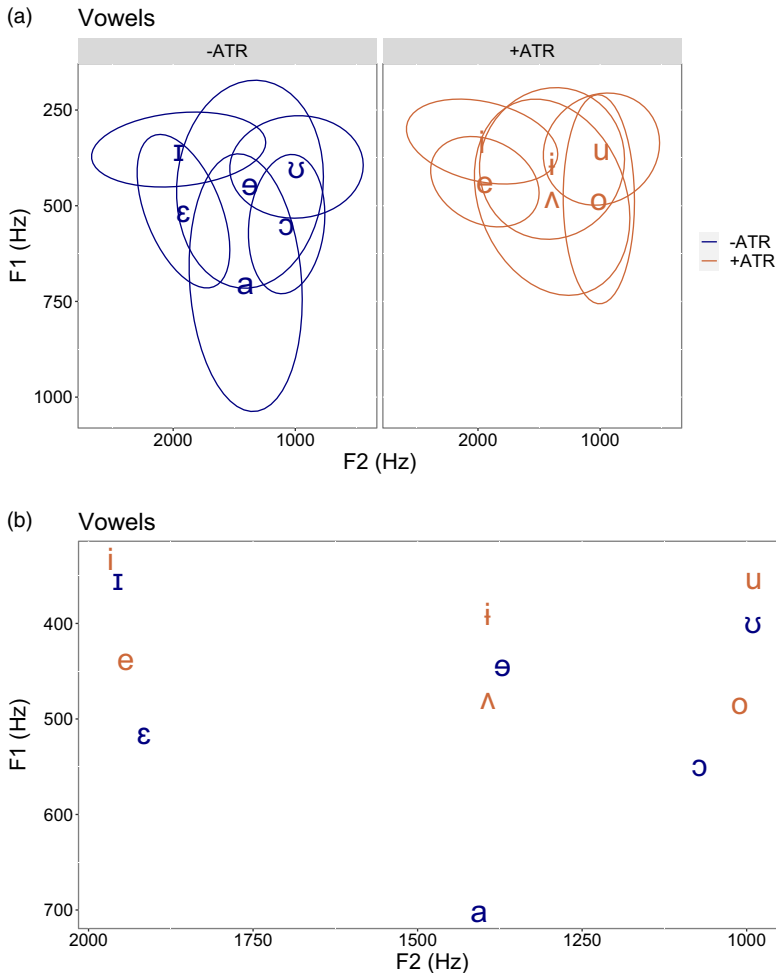 (a) Vowels
-ATR +ATR
250
500
750
1000
F1 (Hz)
ɪ ɘ ʊ
ɛ ɔ
a
i ɨ u
e ʌ o
2000 1000 2000 1000
F2 (Hz)
-ATR
+ATR
(b) Vowels
i ɨ u
ɪ ʊ
e ɘ
ʌ o
ɛ ɔ
a
400
500
600
700
F1 (Hz)
2000 1750 1500 1250 1000
F2 (Hz)